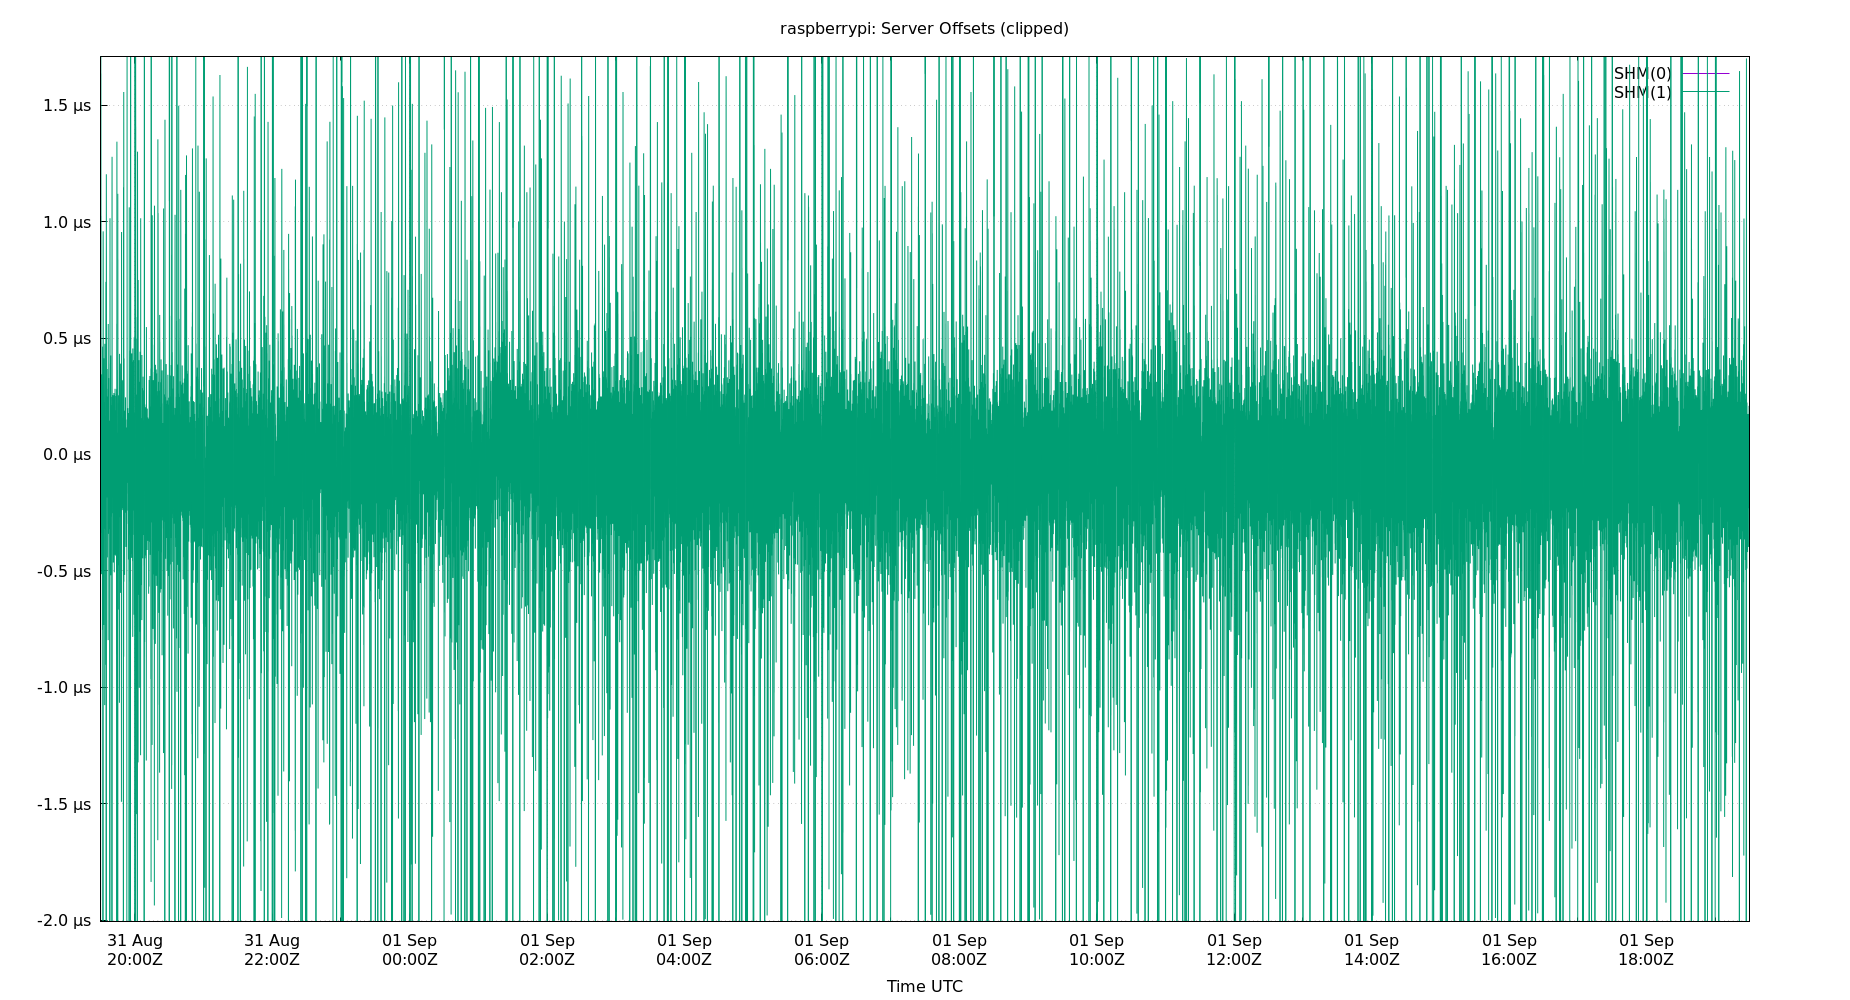 raspberrypi: Server Offsets (clipped)
SHM(0)
SHM(1)
1.5 µs
1.0 µs
0.5 µs
0.0 µs
-0.5 µs
-1.0 µs
-1.5 µs
-2.0 µs
31 Aug 31 Aug 01 Sep 01 Sep 01 Sep 01 Sep 01 Sep 01 Sep 01 Sep 01 Sep 01 Sep 01 Sep
20:00Z 22:00Z 00:00Z 02:00Z 04:00Z 06:00Z 08:00Z 10:00Z 12:00Z 14:00Z 16:00Z 18:00Z
Time UTC